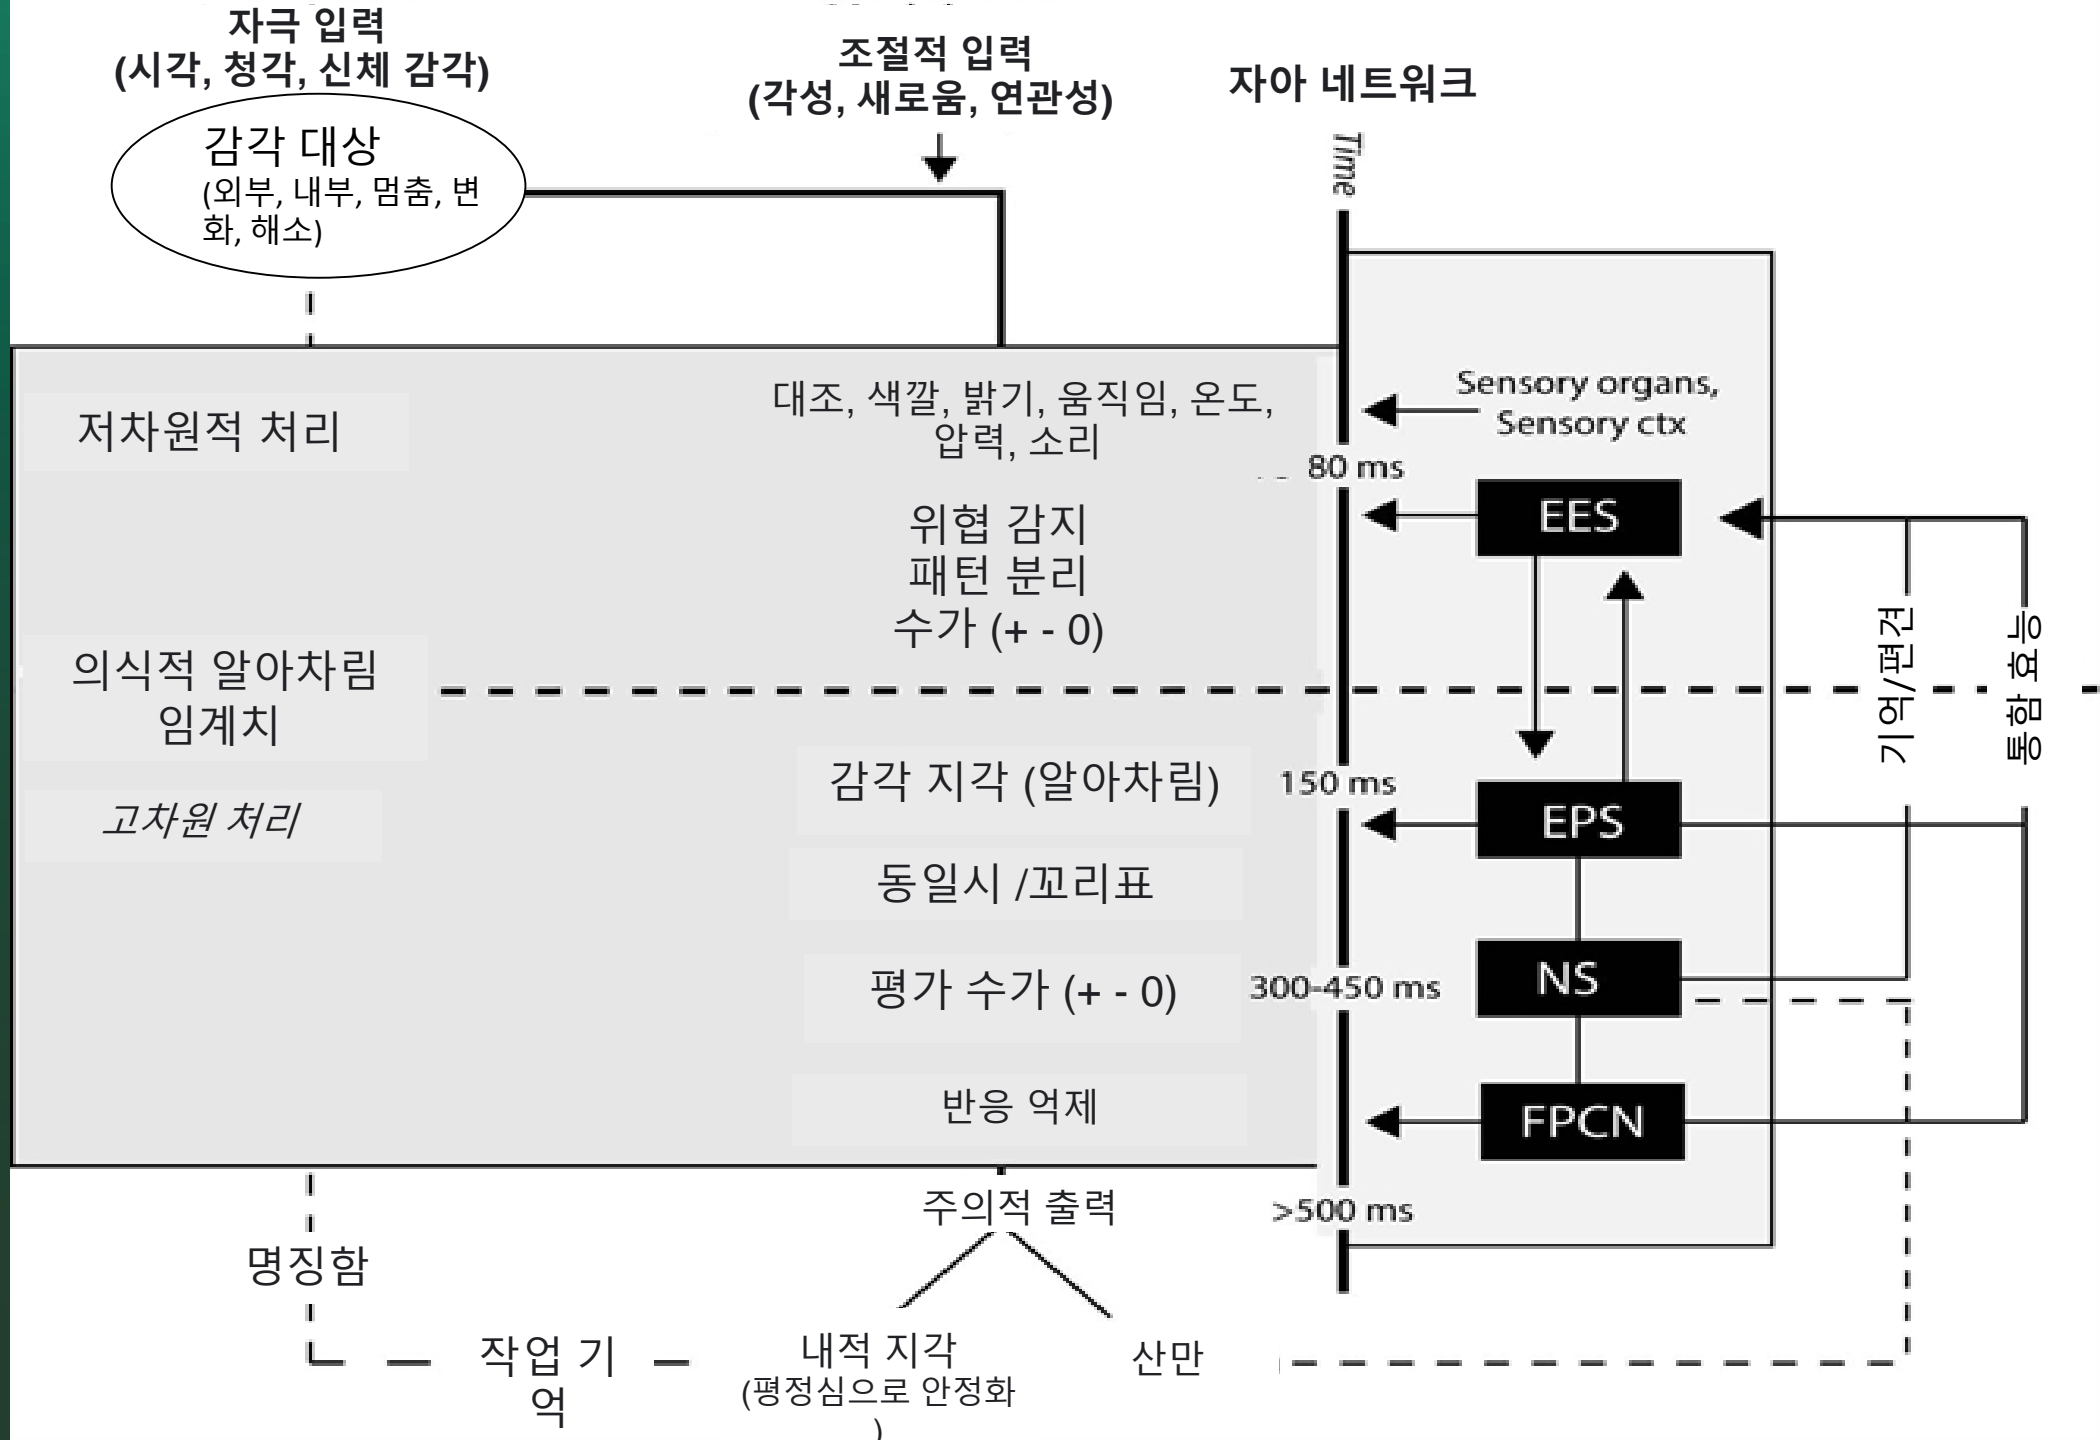 자극 입력
(시각, 청각, 신체 감각)
조절적 입력
(각성, 새로움, 연관성)
자아 네트워크
감각 대상
(외부, 내부, 멈춤, 변
화, 해소)
Time
저차원적 처리
대조, 색깔, 밝기, 움직임, 온도,
압력, 소리
Sensory organs,
Sensory ctx
80 ms
위협 감지
패턴 분리
수가 (+ - 0)
EES
의식적 알아차림
임계치
기억/편견
통함 효능
고차원 처리
감각 지각 (알아차림)
150 ms
EPS
동일시 /꼬리표
평가 수가 (+ - 0)
300-450 ms
NS
반응 억제
FPCN
주의적 출력
>500 ms
명징함
작업 기
억
내적 지각
(평정심으로 안정화
)
산만